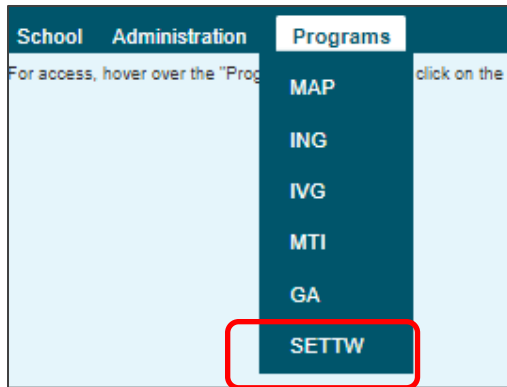 School Administration Programs
For access, hover over the "Prog click on the
MAP
ING
IVG
MTI
GA
SETTW